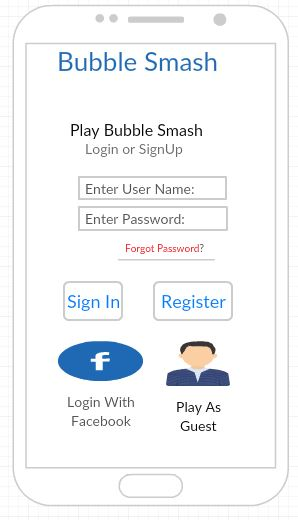 Bubble Smash
Play Bubble Smash
Login or SignUp
Enter User Name:
Enter Password:
Forgot Password?
Sign In
Register
f
Login With
Facebook
Play As
Guest